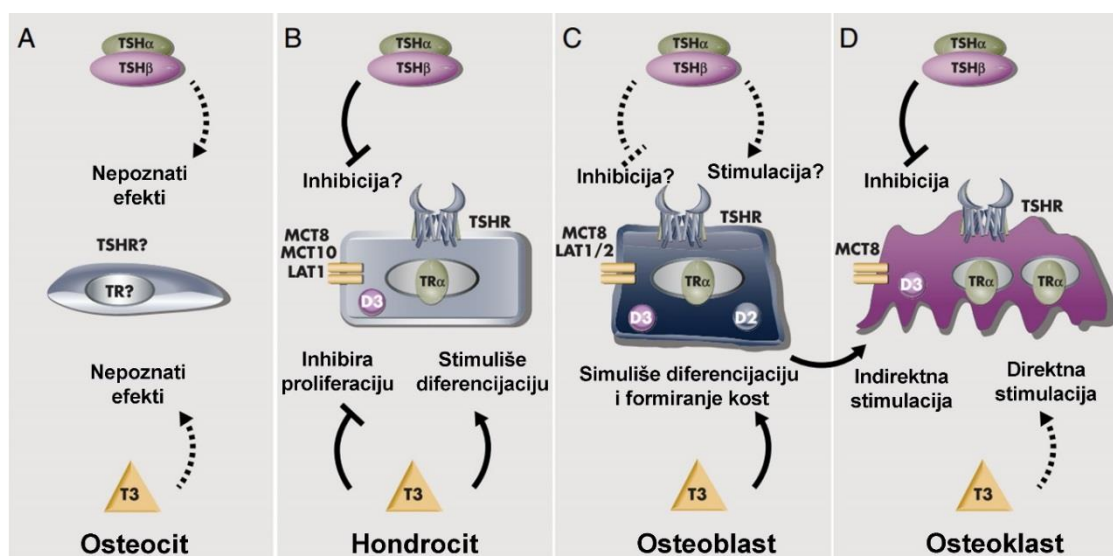 A
TSHα
TSHβ
Nepoznati
efekti
TSHR?
TR?
Nepoznati
efekti
T3
Osteocit
B
TSHα
TSHβ
Inhibicija?
TSHR
MCT8
MCT10
LAT1
TRα
D3
Inhibira
proliferaciju
Stimuliše
diferencijaciju
T3
Hondrocit
C
TSHα
TSHβ
Inhibicija?
Stimulacija?
TSHR
MCT8
LAT1/2
TRα
D3
D2
Simuliše diferencijaciju
i formiranje kost
T3
Osteoblast
D
TSHα
TSHβ
Inhibicija
TSHR
MCT8
D3
TRα
TRα
Indirektna
stimulacija
Direktna
stimulacija
T3
Osteoklast